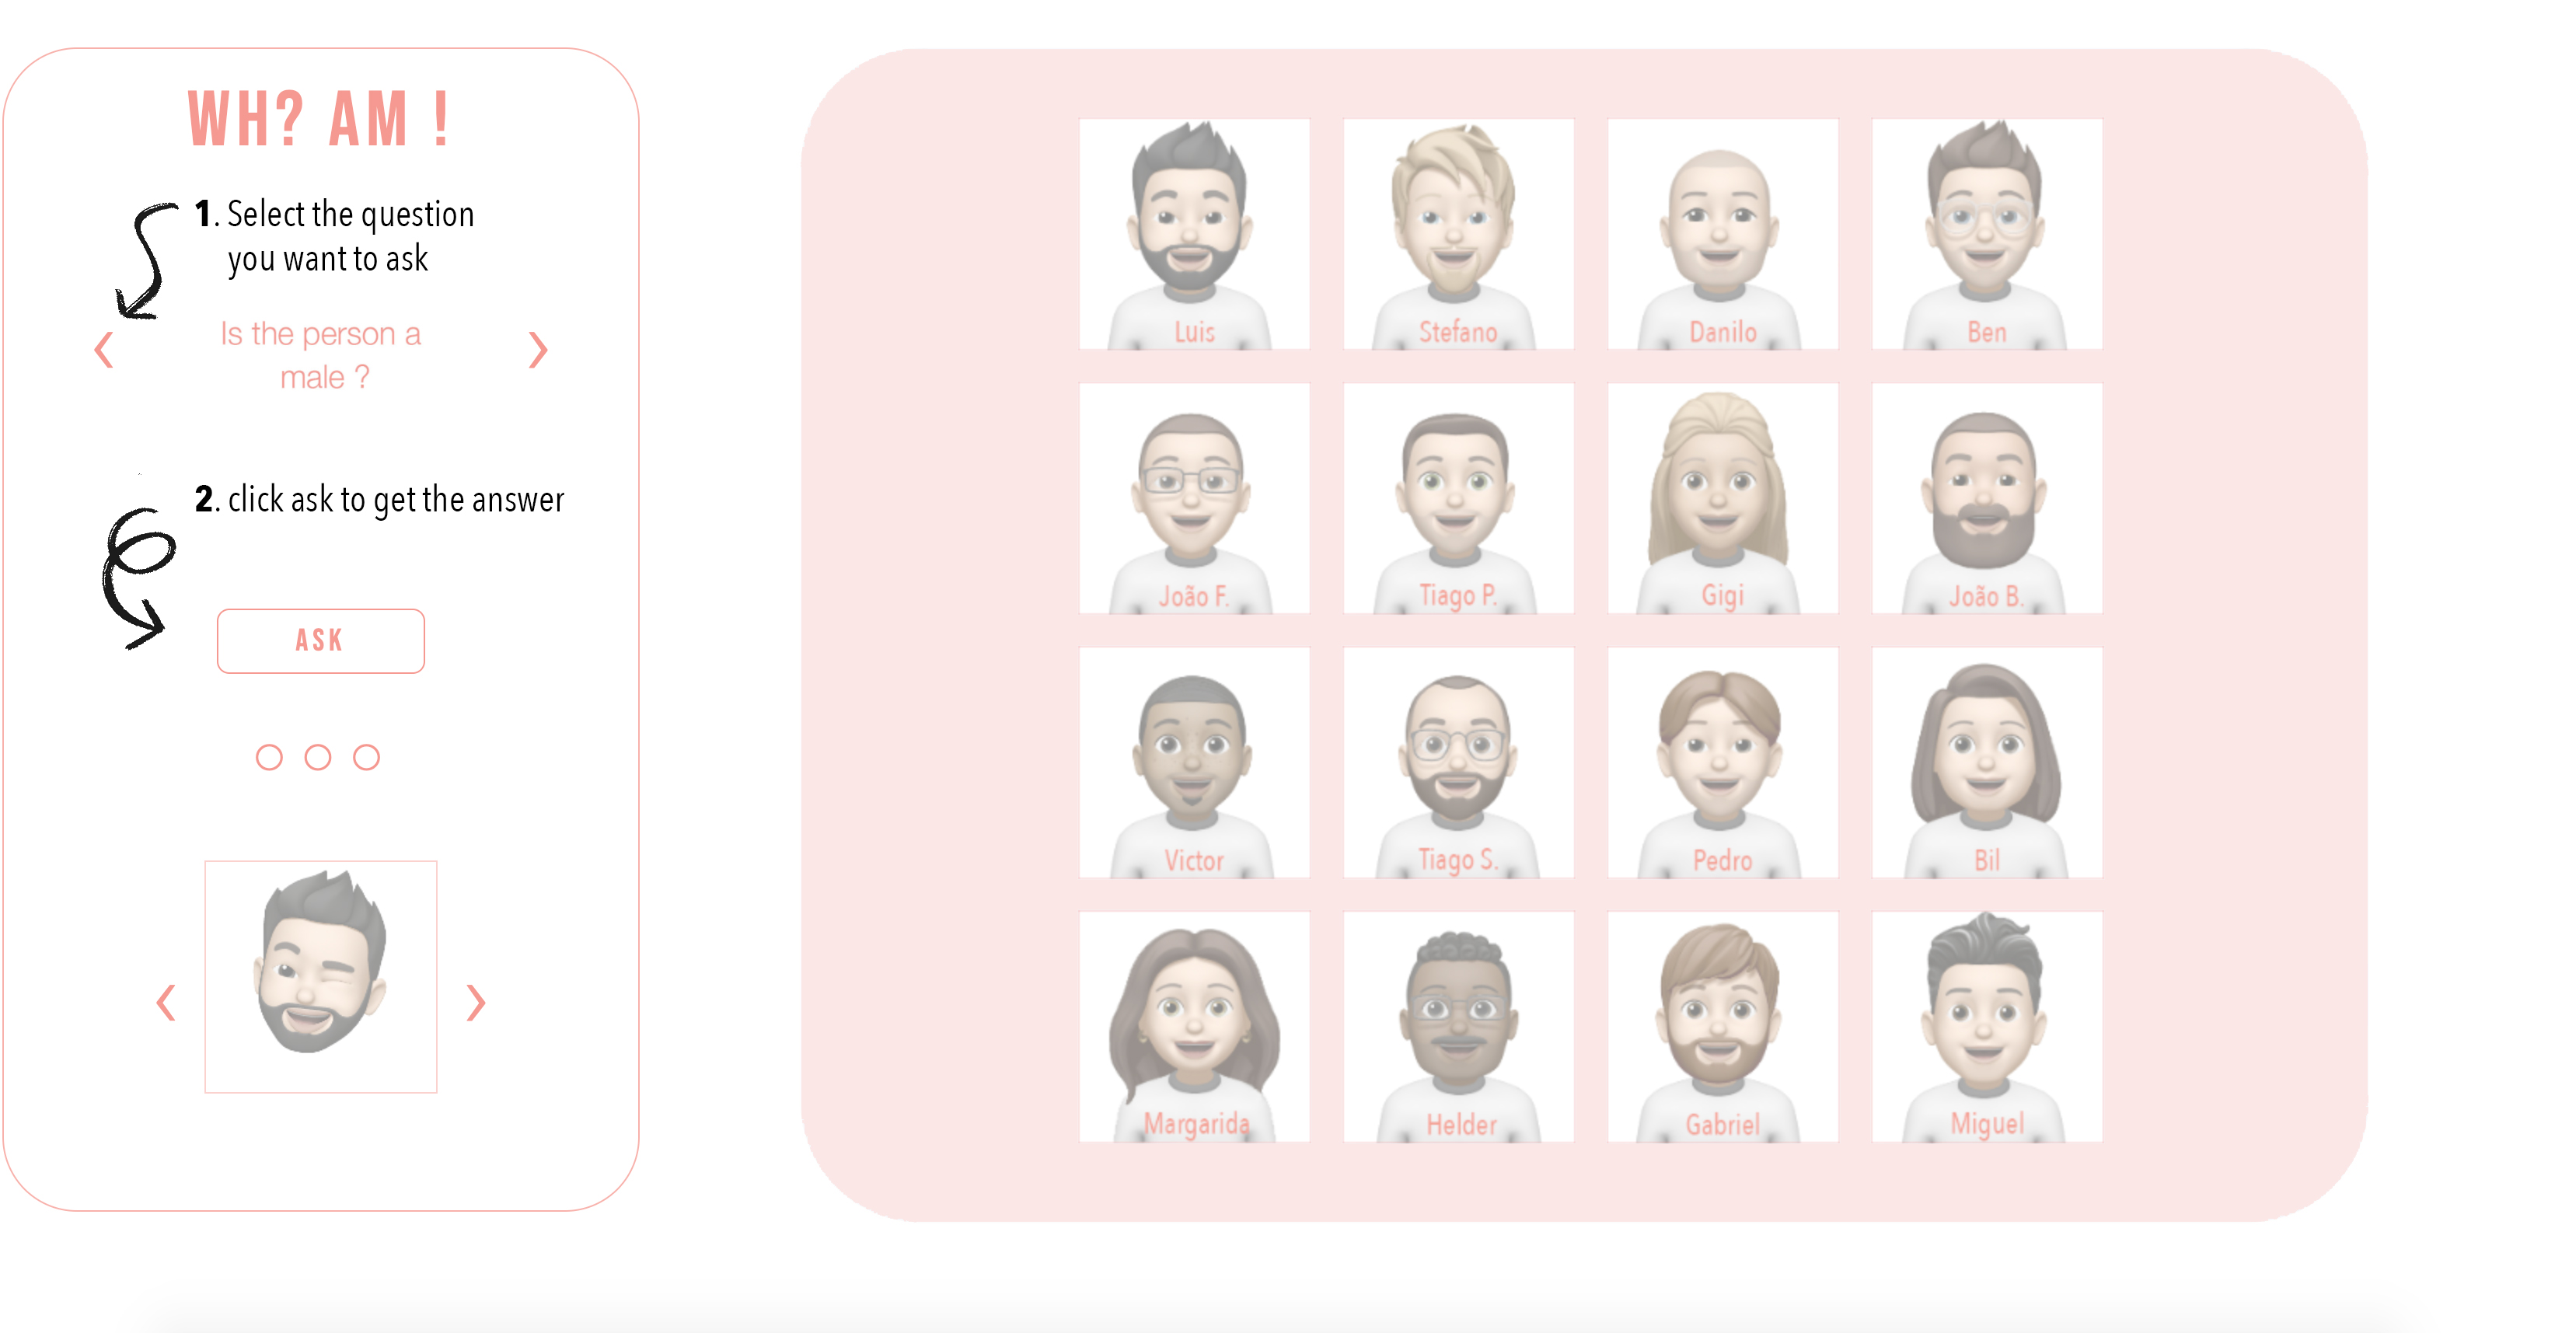 WH? AM !
1. Select the question
you want to ask
Is the person a
male ?
2. click ask to get the answer
ASK
Luis
Stefano
Danilo
Ben
João F.
Tiago P.
Gigi
João B.
Victor
Tiago S.
Pedro
Bil
Margarida
Helder
Gabriel
Miguel